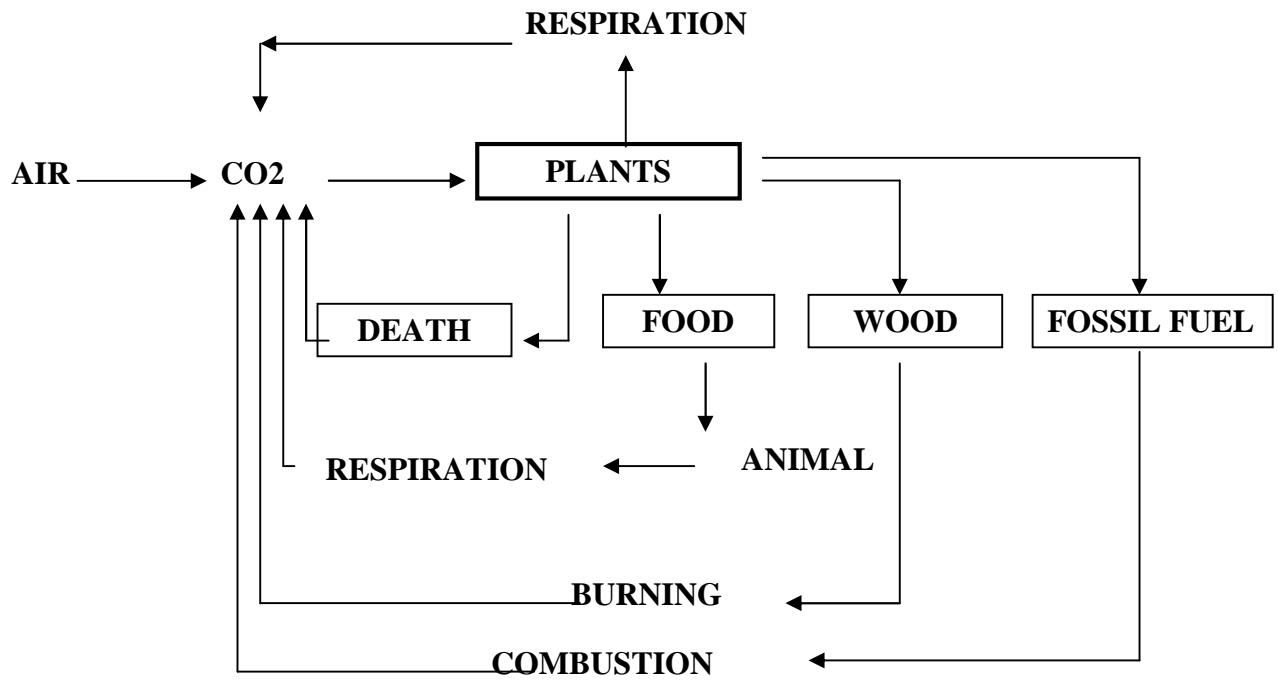 RESPIRATION
AIR CO2 PLANTS
DEATH FOOD WOOD FOSSIL FUEL
RESPIRATION ANIMAL
BURNING
COMBUSTION